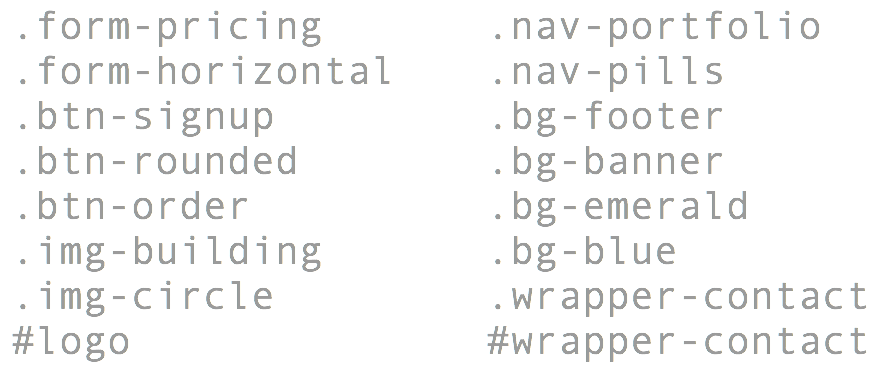 .form-pricing
.form-horizontal
.btn-signup
.btn-rounded
.btn-order
.img-building
.img-circle
#logo
.nav-portfolio
.nav-pills
.bg-footer
.bg-banner
.bg-emerald
.bg-blue
.wrapper-contact
#wrapper-contact